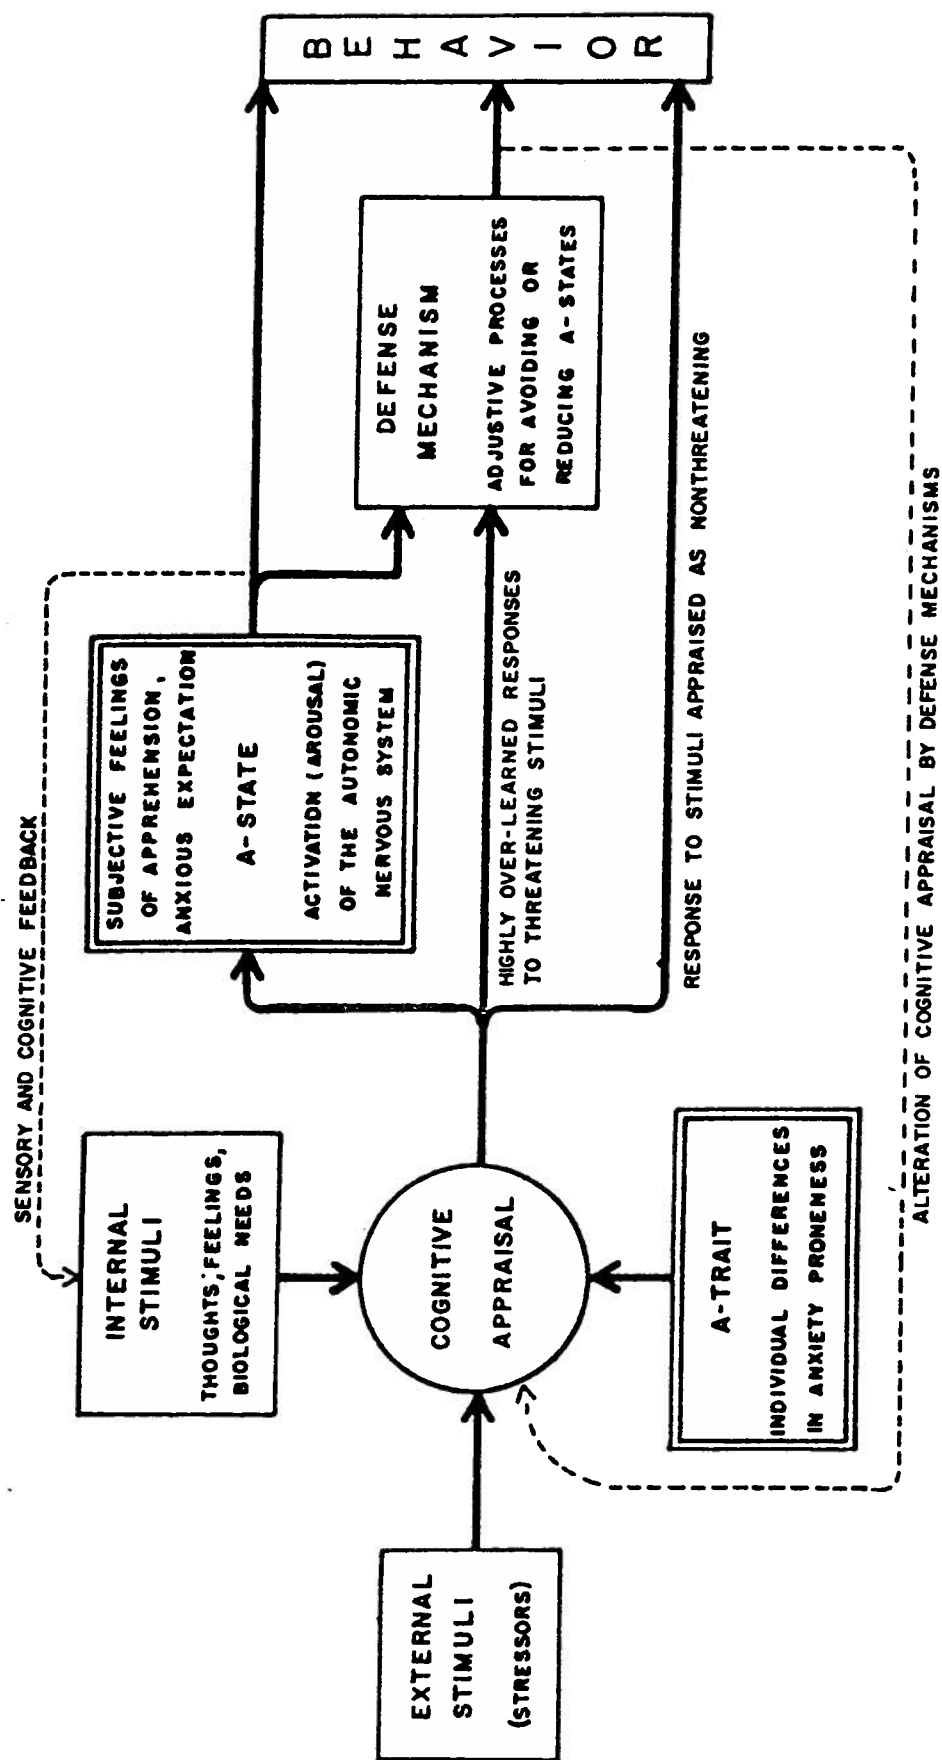 SENSORY AND COGNITIVE FEEDBACK
INTERNAL
STIMULI
THOUGHTS, FEELINGS,
BIOLOGICAL NEEDS
SUBJECTIVE FEELINGS
OF APPREHENSION,
ANXIOUS EXPECTATION
A-STATE
ACTIVATION (AROUSAL)
OF THE AUTONOMIC
NERVOUS SYSTEM
EXTERNAL
STIMULI
(STRESSORS)
COGNITIVE
APPRAISAL
HIGHLY OVER-LEARNED RESPONSES
TO THREATENING STIMULI
DEFENSE
MECHANISM
ADJUSTIVE PROCESSES
FOR AVOIDING OR
REDUCING A-STATES
BEHAVIOR
A-TRAIT
INDIVIDUAL DIFFERENCES
IN ANXIETY PRONENESS
RESPONSE TO STIMULI APPRAISED AS NONTHREATENING
ALTERATION OF COGNITIVE APPRAISAL BY DEFENSE MECHANISMS